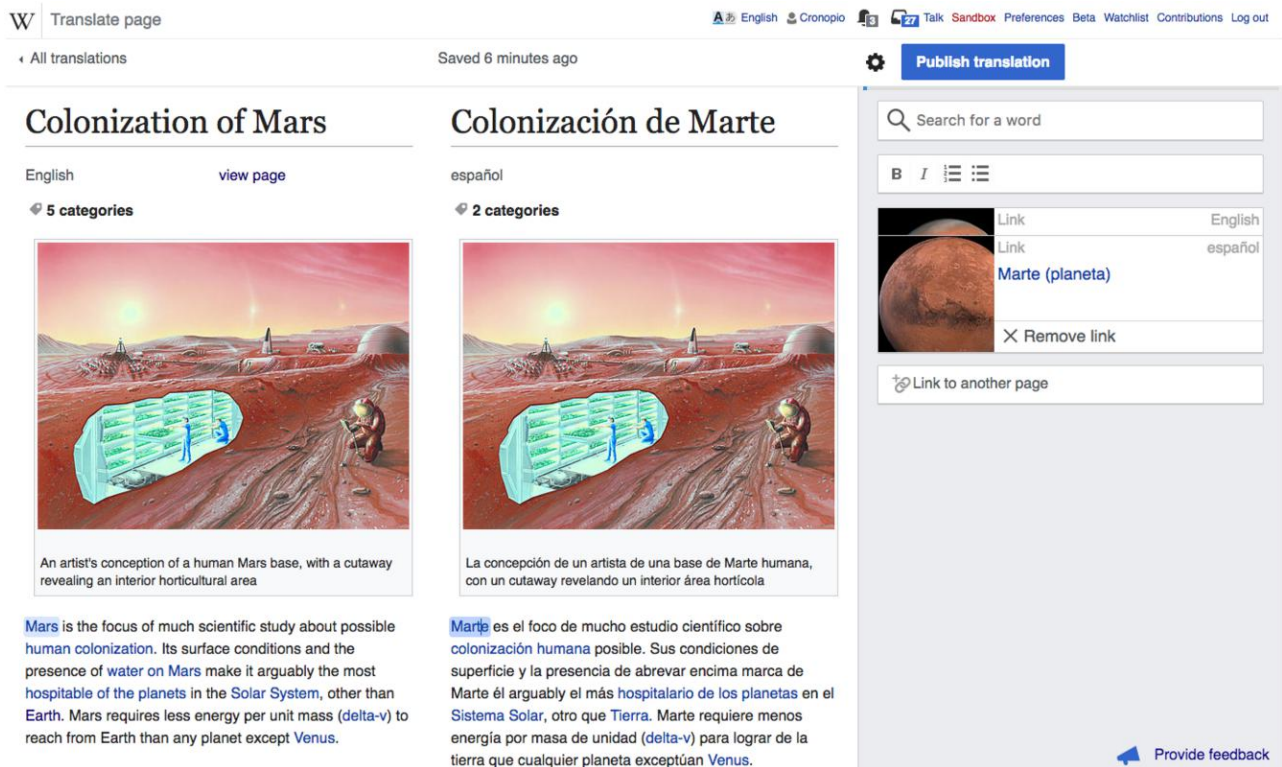 W Translate page
English Cronopio 3 27 Talk Sandbox Preferences Beta Watchlist Contributions Log out
All translations
Saved 6 minutes ago
Publish translation
Colonization of Mars
English view page
5 categories
An artist's conception of a human Mars base, with a cutaway
revealing an interior horticultural area
Mars is the focus of much scientific study about possible
human colonization. Its surface conditions and the
presence of water on Mars make it arguably the most
hospitable of the planets in the Solar System, other than
Earth. Mars requires less energy per unit mass (delta-v) to
reach from Earth than any planet except Venus.
Colonización de Marte
español
2 categories
La concepción de un artista de una base de Marte humana,
con un cutaway revelando un interior área hortícola
Marte es el foco de mucho estudio científico sobre
colonización humana posible. Sus condiciones de
superficie y la presencia de abrevar encima marca de
Marte él arguably el más hospitalario de los planetas en el
Sistema Solar, otro que Tierra. Marte requiere menos
energía por masa de unidad (delta-v) para lograr de la
tierra que cualquier planeta exceptúan Venus.
Search for a word
B I
Link English
Link español
Marte (planeta)
Remove link
Link to another page
Provide feedback